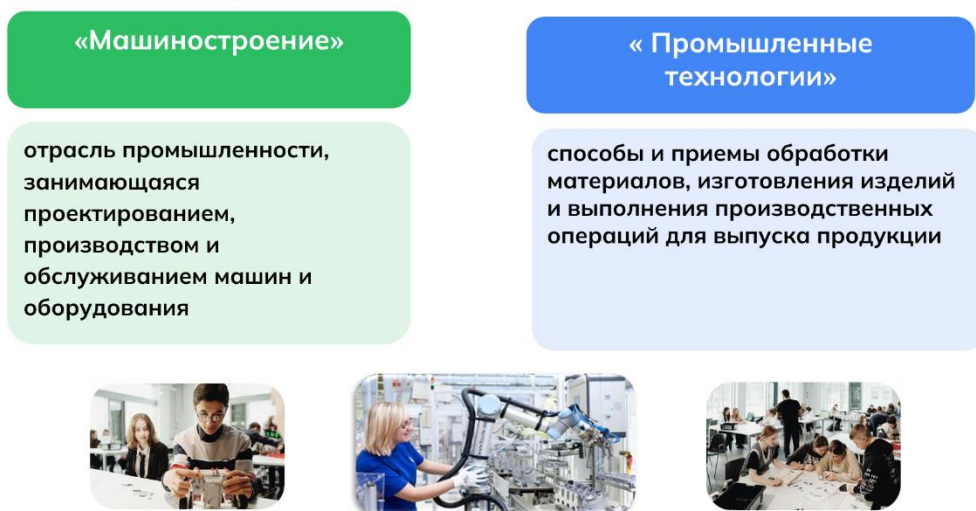 «Машиностроение»
отрасль промышленности,
занимающаяся
проектированием,
производством и
обслуживанием машин и
оборудования
« Промышленные
технологии»
способы и приемы обработки
материалов, изготовления изделий
и выполнения производственных
операций для выпуска продукции